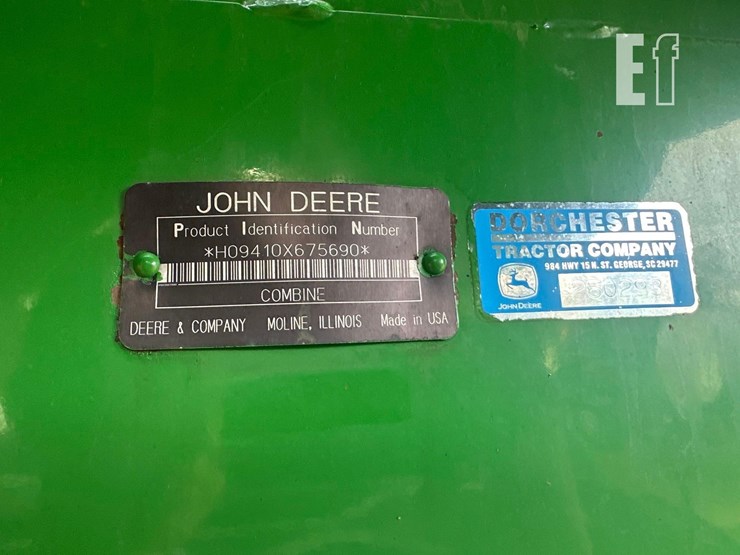 Ef
JOHN DEERE
Product Identification Number
*H09410X675690*
COMBINE
DEERE & COMPANY MOLINE, ILLINOIS Made in USA
DORCHESTER
TRACTOR COMPANY
984 HWY 15 N. ST. GEORGE, SC 29477
JOHN DEERE